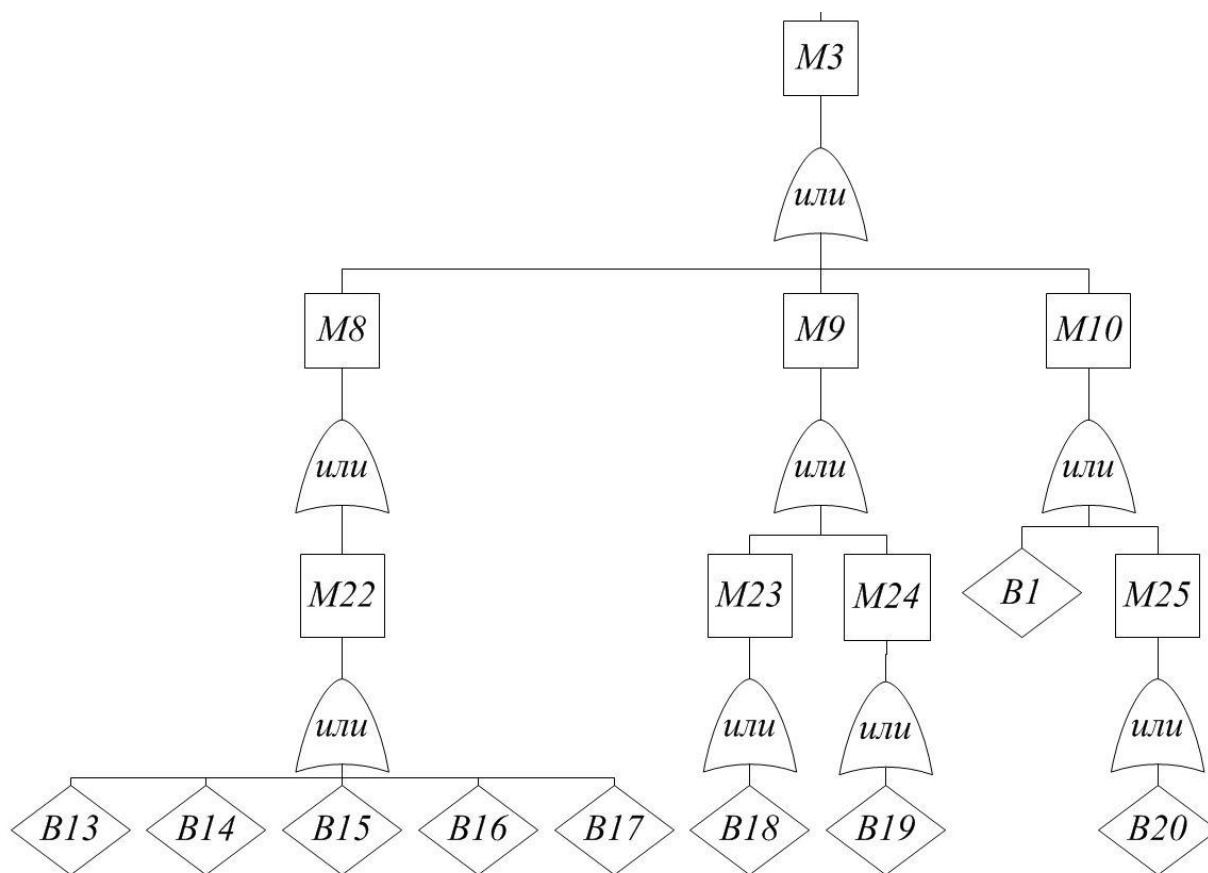 M3
или
M8 M9 M10
или или или
M22 M23 M24 B1 M25
или или или или
B13 B14 B15 B16 B17 B18 B19 B20